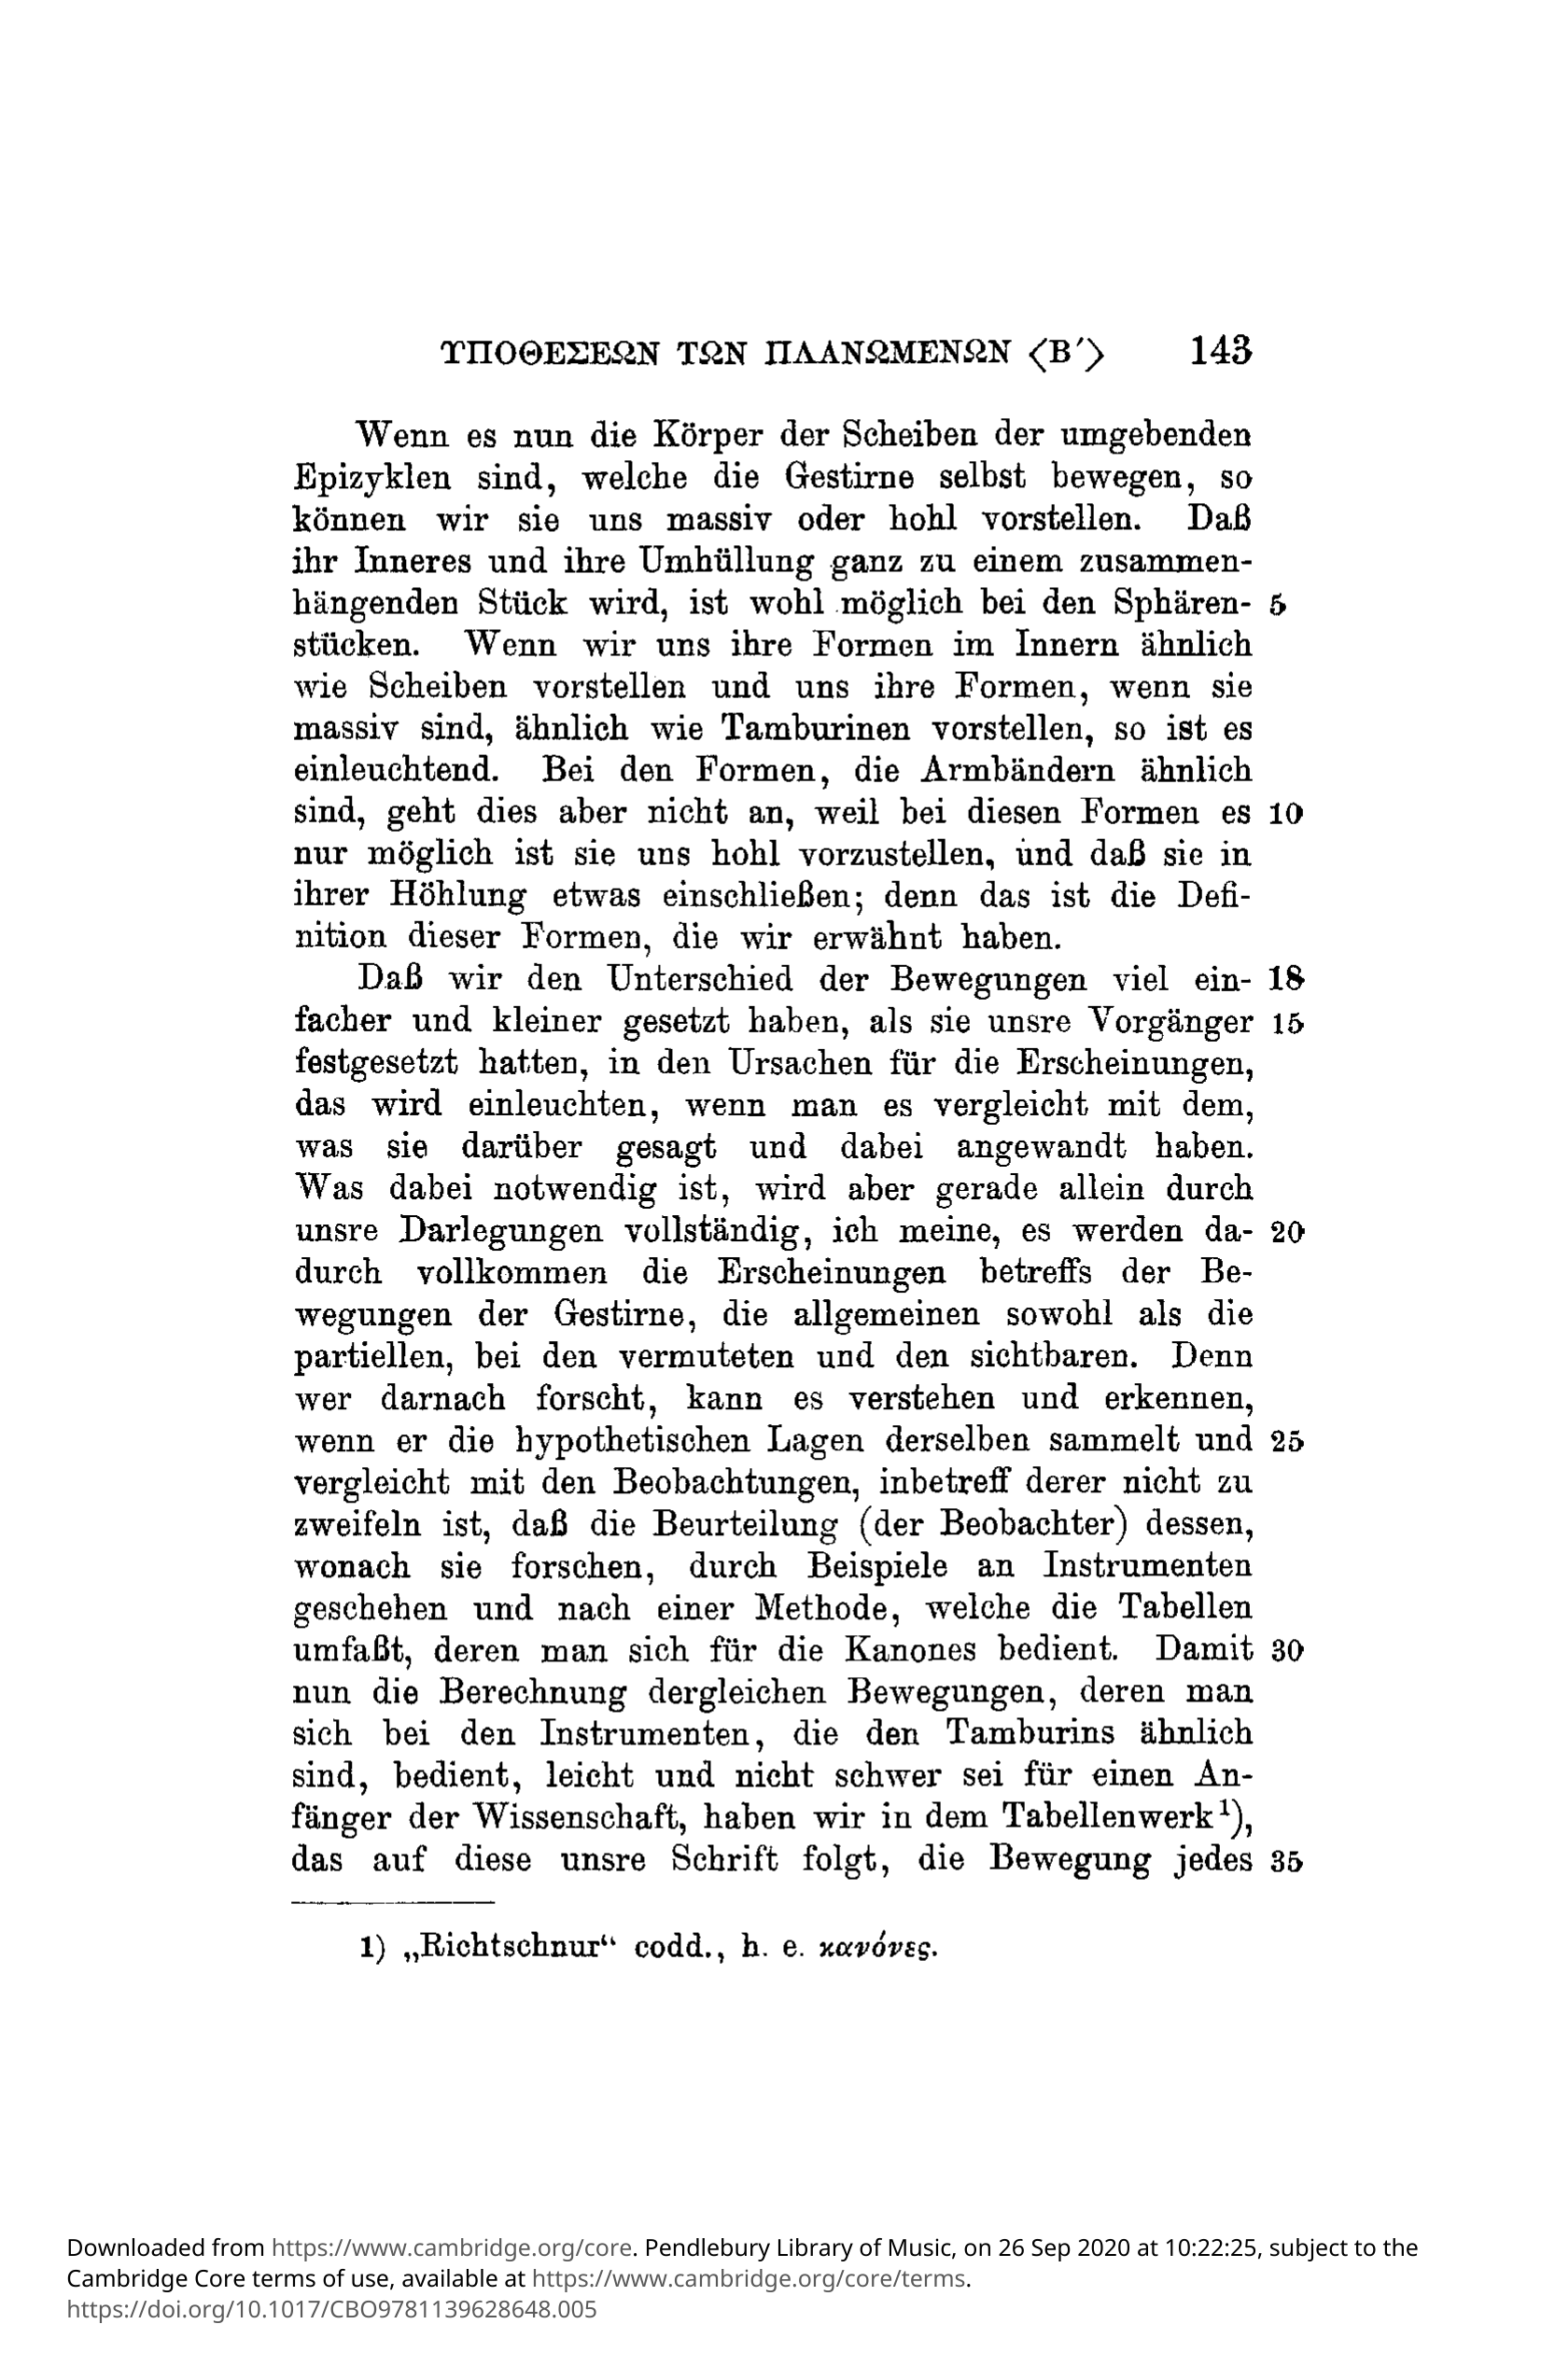 ΥΠΟΘΕΣΕΩΝ ΤΩΝ ΠΛΑΝΩΜΕΝΩΝ ⟨Β′⟩ 143
Wenn es nun die Körper der Scheiben der umgebenden
Epizyklen sind, welche die Gestirne selbst bewegen, so
können wir sie uns massiv oder hohl vorstellen. Daß
ihr Inneres und ihre Umhüllung ganz zu einem zusammen-
hängenden Stück wird, ist wohl möglich bei den Sphären- 5
stücken. Wenn wir uns ihre Formen im Innern ähnlich
wie Scheiben vorstellen und uns ihre Formen, wenn sie
massiv sind, ähnlich wie Tamburinen vorstellen, so ist es
einleuchtend. Bei den Formen, die Armbändern ähnlich
sind, geht dies aber nicht an, weil bei diesen Formen es 10
nur möglich ist sie uns hohl vorzustellen, und daß sie in
ihrer Höhlung etwas einschließen; denn das ist die Defi-
nition dieser Formen, die wir erwähnt haben.
Daß wir den Unterschied der Bewegungen viel ein- 18
facher und kleiner gesetzt haben, als sie unsre Vorgänger 15
festgesetzt hatten, in den Ursachen für die Erscheinungen,
das wird einleuchten, wenn man es vergleicht mit dem,
was sie darüber gesagt und dabei angewandt haben.
Was dabei notwendig ist, wird aber gerade allein durch
unsre Darlegungen vollständig, ich meine, es werden da- 20
durch vollkommen die Erscheinungen betreffs der Be-
wegungen der Gestirne, die allgemeinen sowohl als die
partiellen, bei den vermuteten und den sichtbaren. Denn
wer darnach forscht, kann es verstehen und erkennen,
wenn er die hypothetischen Lagen derselben sammelt und 25
vergleicht mit den Beobachtungen, inbetreff derer nicht zu
zweifeln ist, daß die Beurteilung (der Beobachter) dessen,
wonach sie forschen, durch Beispiele an Instrumenten
geschehen und nach einer Methode, welche die Tabellen
umfaßt, deren man sich für die Kanones bedient. Damit 30
nun die Berechnung dergleichen Bewegungen, deren man
sich bei den Instrumenten, die den Tamburins ähnlich
sind, bedient, leicht und nicht schwer sei für einen An-
fänger der Wissenschaft, haben wir in dem Tabellenwerk¹),
das auf diese unsre Schrift folgt, die Bewegung jedes 35
1) „Richtschnur“ codd., h. e. κανόνες.
Downloaded from https://www.cambridge.org/core. Pendlebury Library of Music, on 26 Sep 2020 at 10:22:25, subject to the
Cambridge Core terms of use, available at https://www.cambridge.org/core/terms.
https://doi.org/10.1017/CBO9781139628648.005